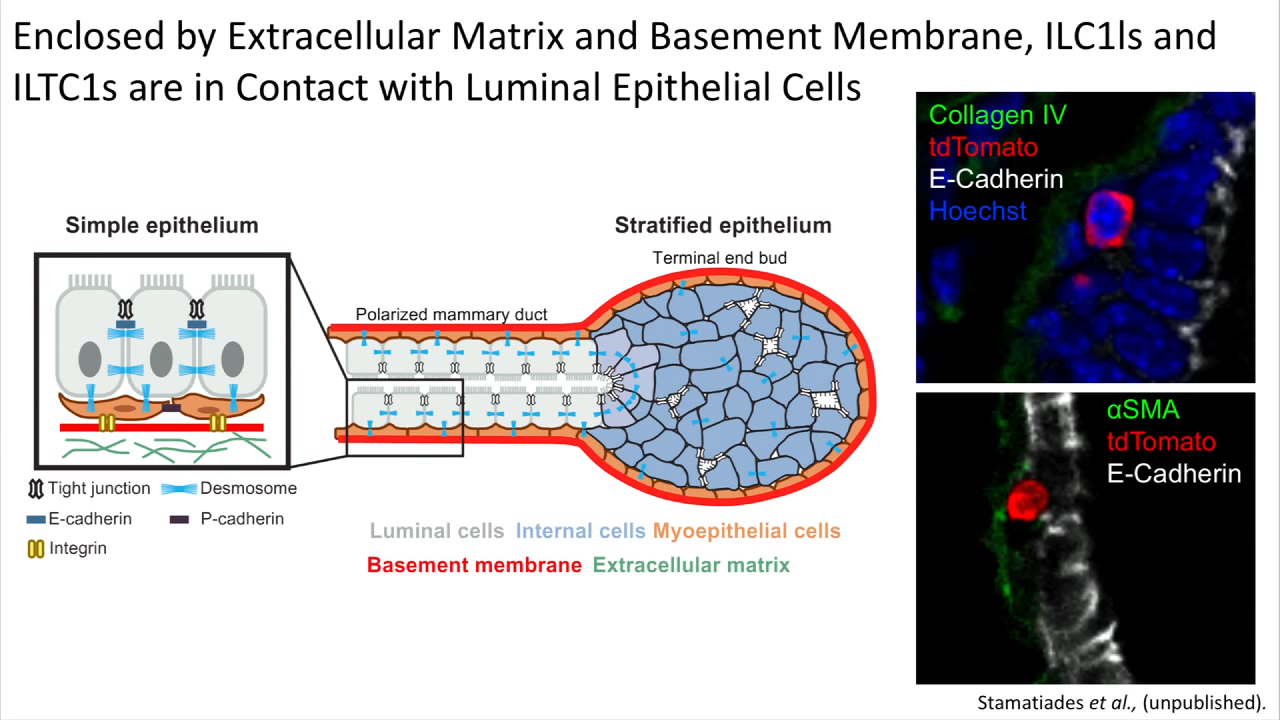 Enclosed by Extracellular Matrix and Basement Membrane, ILC1ls and
ILTC1s are in Contact with Luminal Epithelial Cells
Simple epithelium
Stratified epithelium
Terminal end bud
Polarized mammary duct
Tight junction
Desmosome
E-cadherin
P-cadherin
Integrin
Luminal cells Internal cells Myoepithelial cells
Basement membrane Extracellular matrix
Collagen IV
tdTomato
E-Cadherin
Hoechst
αSMA
tdTomato
E-Cadherin
Stamatiades et al., (unpublished).